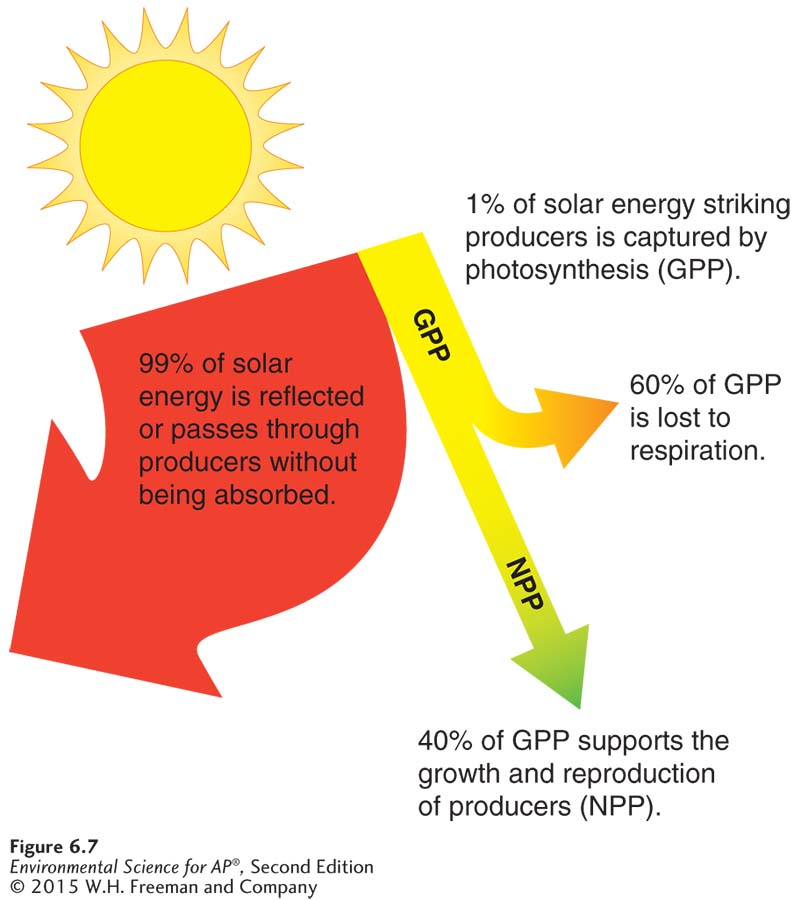 1% of solar energy striking
producers is captured by
photosynthesis (GPP).
GPP
99% of solar
energy is reflected
or passes through
producers without
being absorbed.
60% of GPP
is lost to
respiration.
NPP
40% of GPP supports the
growth and reproduction
of producers (NPP).
Figure 6.7
Environmental Science for AP®, Second Edition
© 2015 W.H. Freeman and Company